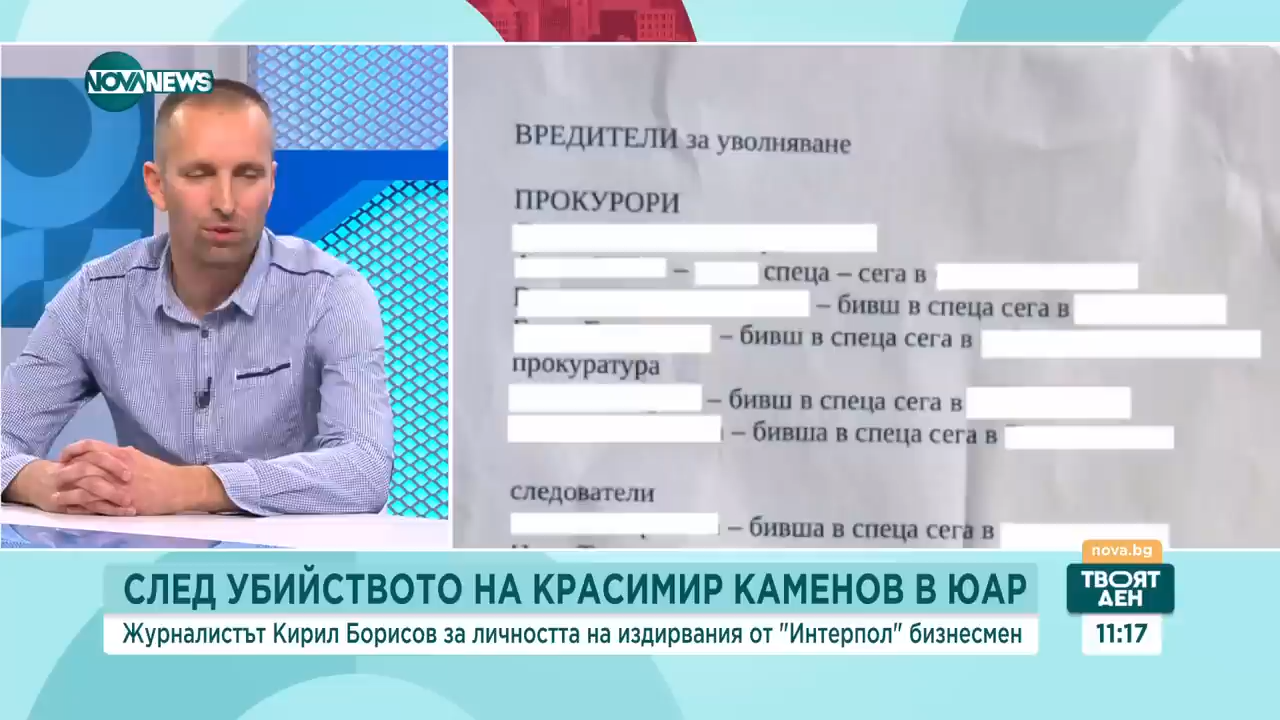 NOVANEWS
ВРЕДИТЕЛИ за уволняване
ПРОКУРОРИ
– спеца – сега в
– бивш в спеца сега в
– бивш в спеца сега в
прокуратура
– бивш в спеца сега в
– бивша в спеца сега в
следователи
– бивша в спеца сега в
nova.bg
СЛЕД УБИЙСТВОТО НА КРАСИМИР КАМЕНОВ В ЮАР
ТВОЯТ
ДЕН
Журналистът Кирил Борисов за личността на издирвания от "Интерпол" бизнесмен
11:17